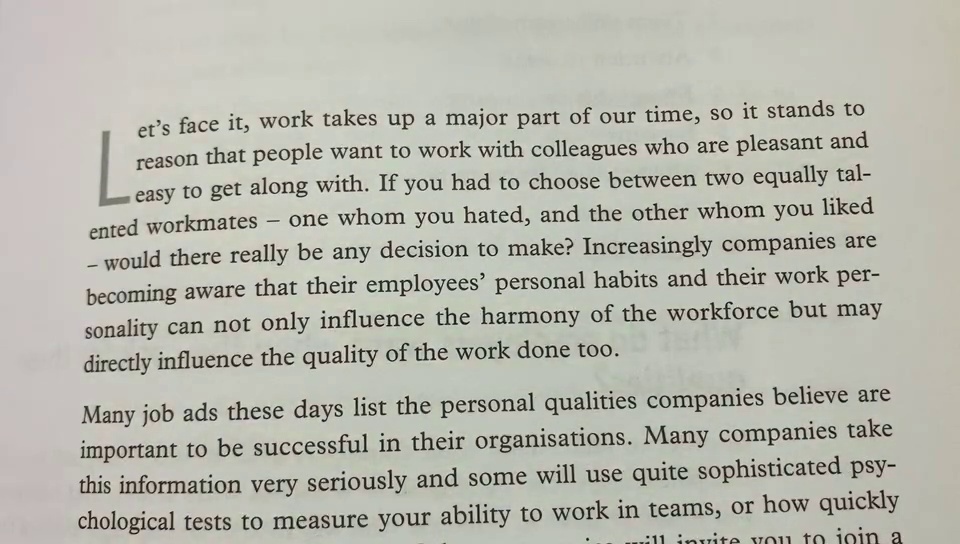 Let's face it, work takes up a major part of our time, so it stands to
reason that people want to work with colleagues who are pleasant and
easy to get along with. If you had to choose between two equally tal-
ented workmates – one whom you hated, and the other whom you liked
– would there really be any decision to make? Increasingly companies are
becoming aware that their employees' personal habits and their work per-
sonality can not only influence the harmony of the workforce but may
directly influence the quality of the work done too.
Many job ads these days list the personal qualities companies believe are
important to be successful in their organisations. Many companies take
this information very seriously and some will use quite sophisticated psy-
chological tests to measure your ability to work in teams, or how quickly
will invite you to join a